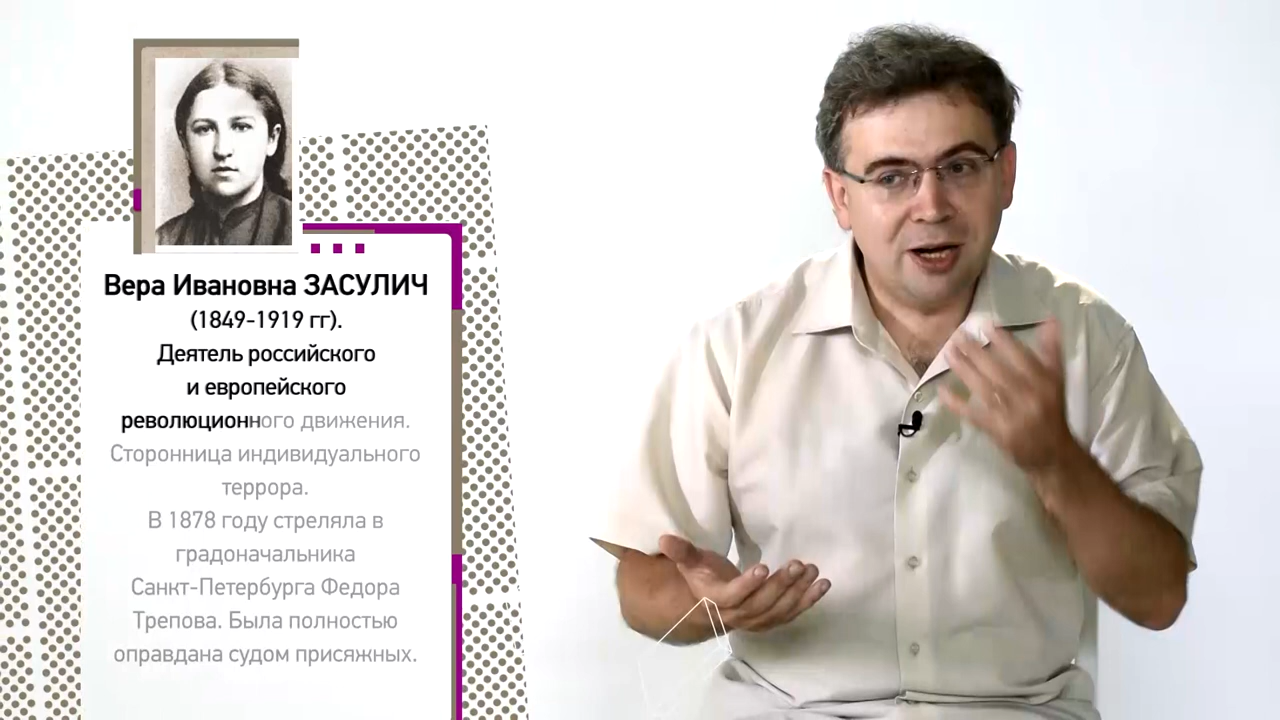 Вера Ивановна ЗАСУЛИЧ
(1849-1919 гг).
Деятель российского
и европейского
революционного движения.
Сторонница индивидуального
террора.
В 1878 году стреляла в
градоначальника
Санкт-Петербурга Федора
Трепова. Была полностью
оправдана судом присяжных.